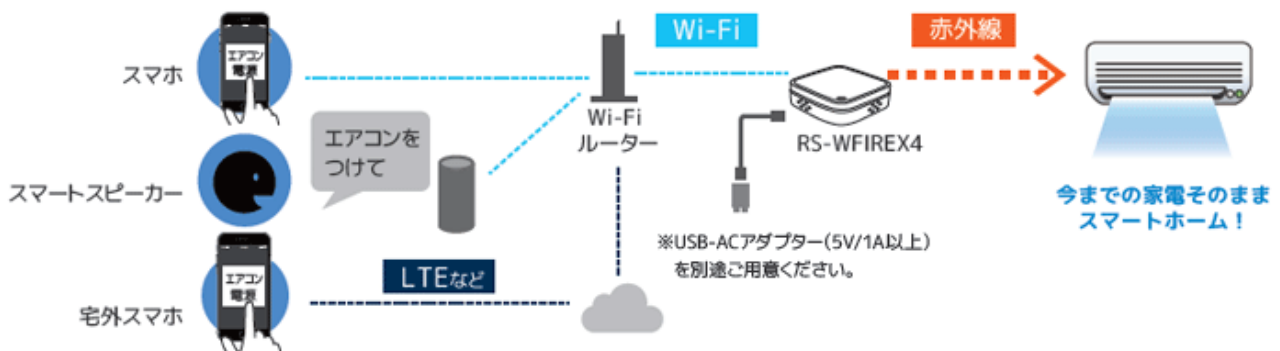 スマホ
エアコン
電源
スマートスピーカー
エアコンを
つけて
宅外スマホ
エアコン
電源
LTEなど
Wi-Fi
ルーター
Wi-Fi
赤外線
RS-WFIREX4
※USB-ACアダプター(5V/1A以上)
を別途ご用意ください。
今までの家電そのまま
スマートホーム!